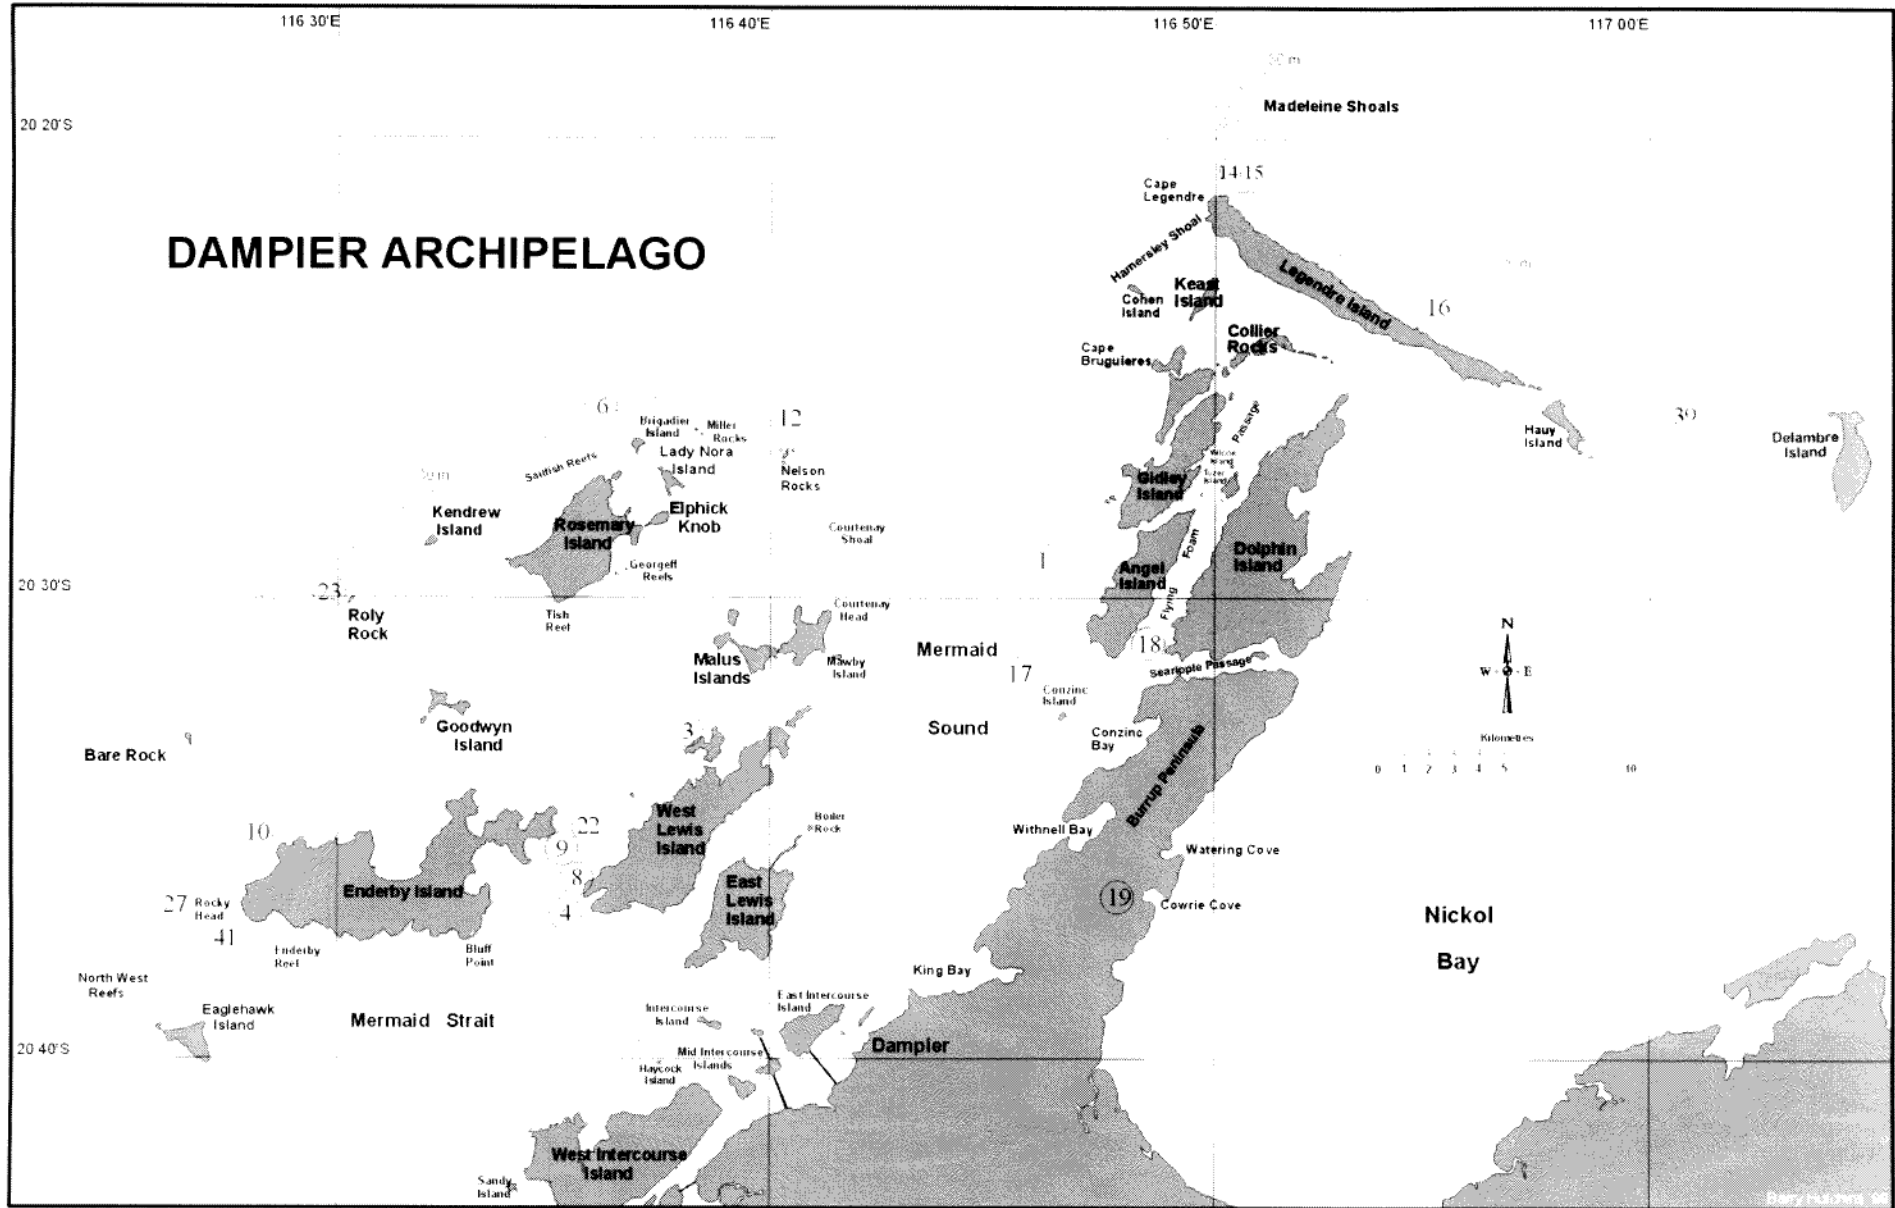 116 30'E
116 40'E
116 50'E
117 00'E
Madeleine Shoals
20 20'S
14 15
Cape
Legendre
DAMPIER ARCHIPELAGO
Hamersley Shoal
Legendre Island
Keast
Island
Cohen
Island
16
Collier
Rocks
Cape
Bruguieres
6
Brigadier
Island
Miller
Rocks
12
Passage
Hauy
Island
39
Delambre
Island
Sailfish Reefs
Lady Nora
Island
Nelson
Rocks
Gidley
Island
Kendrew
Island
Rosemary
Island
Elphick
Knob
Courtenay
Shoal
1
Angel
Island
Foam
Flying
Dolphin
Island
Georgeff
Reefs
20 30'S
23
Roly
Rock
Tish
Reef
Courtenay
Head
N
Mermaid
18
Malus
Islands
Mawby
Island
17
Searipple Passage
W E
Conzinc
Island
Goodwyn
Island
Sound
3
Conzinc
Bay
Burrup Peninsula
Kilometres
0 1 2 3 4 5 10
Bare Rock
West
Lewis
Island
Boiler
Rock
10
22
9
Withnell Bay
Watering Cove
8
Enderby Island
East
Lewis
Island
19
Cowrie Cove
27
Rocky
Head
4
Nickol
41
Enderby
Reef
Bluff
Point
Bay
North West
Reefs
King Bay
Eaglehawk
Island
Mermaid Strait
Intercourse
Island
East Intercourse
Island
20 40'S
Mid Intercourse
Islands
Dampier
Haycock
Island
West Intercourse
Island
Sandy
Island